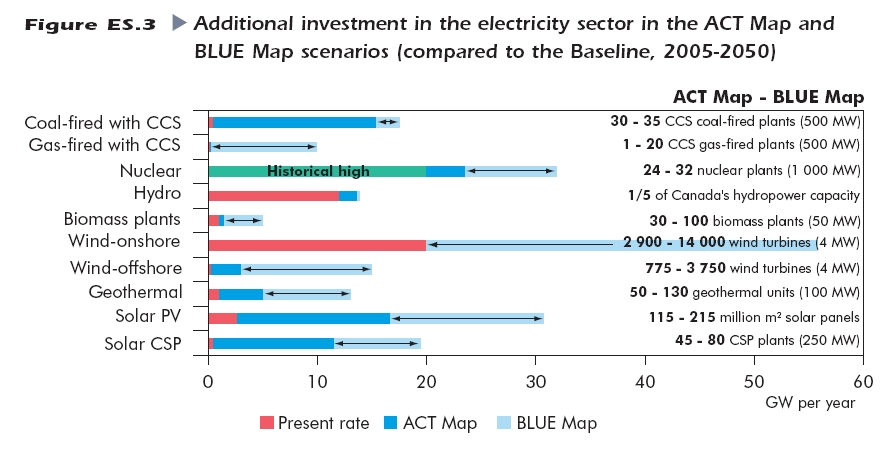 Figure ES.3 ▶ Additional investment in the electricity sector in the ACT Map and
BLUE Map scenarios (compared to the Baseline, 2005-2050)
ACT Map - BLUE Map
Coal-fired with CCS 30 - 35 CCS coal-fired plants (500 MW)
Gas-fired with CCS 1 - 20 CCS gas-fired plants (500 MW)
Nuclear Historical high 24 - 32 nuclear plants (1 000 MW)
Hydro 1/5 of Canada's hydropower capacity
Biomass plants 30 - 100 biomass plants (50 MW)
Wind-onshore 2 900 - 14 000 wind turbines (4 MW)
Wind-offshore 775 - 3 750 wind turbines (4 MW)
Geothermal 50 - 130 geothermal units (100 MW)
Solar PV 115 - 215 million m² solar panels
Solar CSP 45 - 80 CSP plants (250 MW)
0 10 20 30 40 50 60
GW per year
Present rate ACT Map BLUE Map